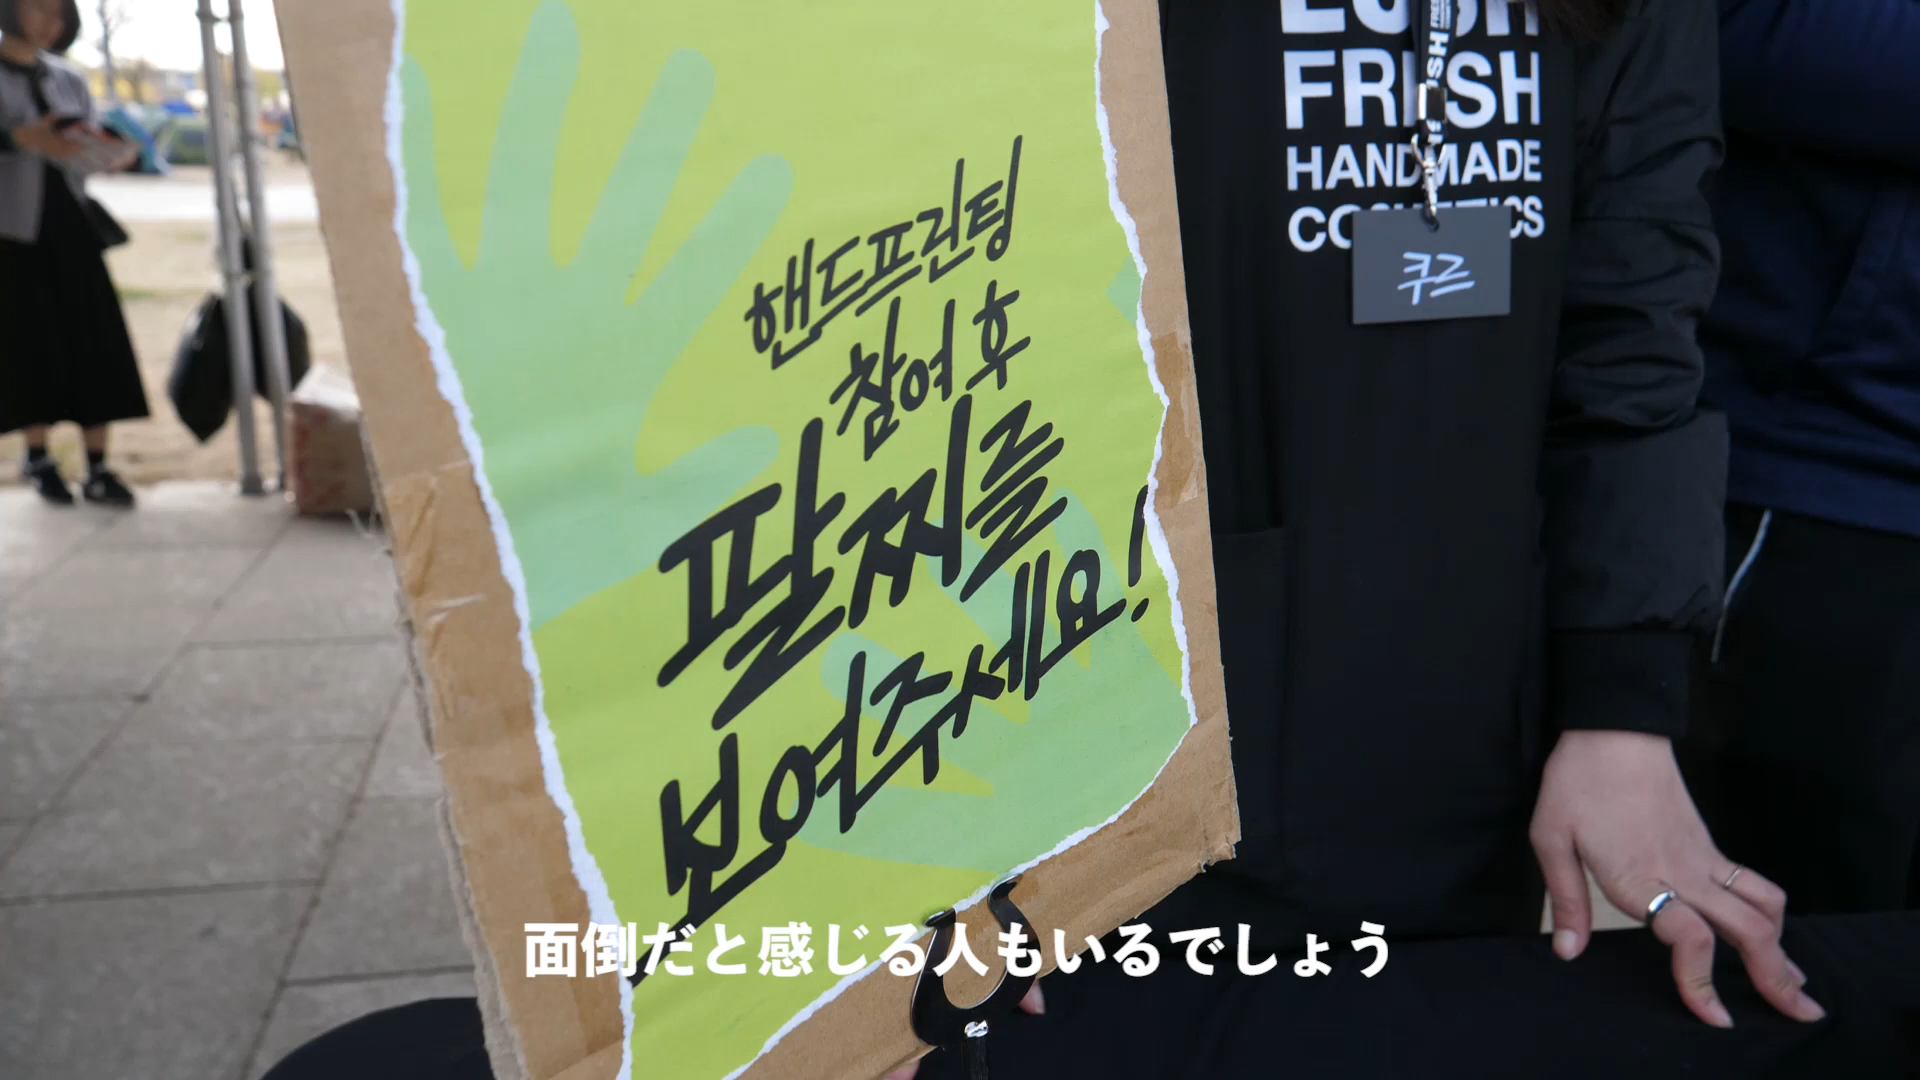 핸드프린팅
참여 후
팔찌를
보여주세요!
LUSH
FRESH
HANDMADE
COSMETICS
쿠르
面倒だと感じる人もいるでしょう